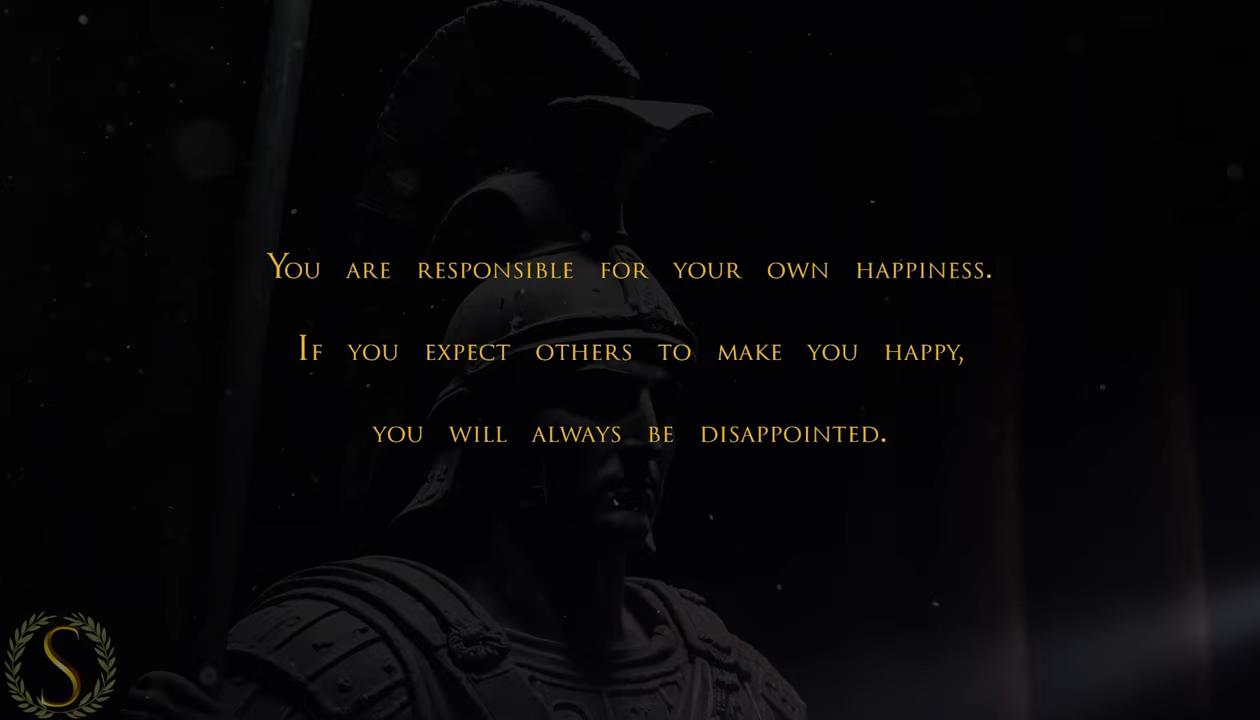 You are responsible for your own happiness.
If you expect others to make you happy,
you will always be disappointed.
S